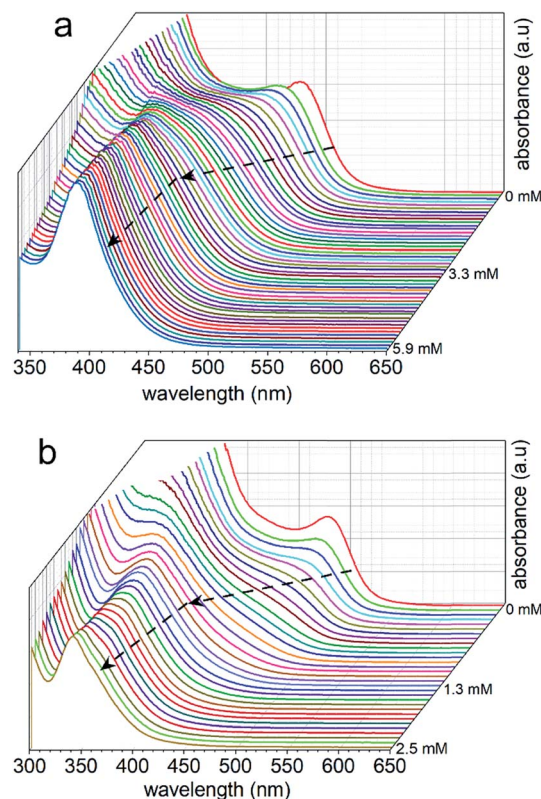 a
absorbance (a.u)
0 mM
3.3 mM
5.9 mM
350 400 450 500 550 600 650
wavelength (nm)
b
absorbance (a.u)
0 mM
1.3 mM
2.5 mM
300 350 400 450 500 550 600 650
wavelength (nm)